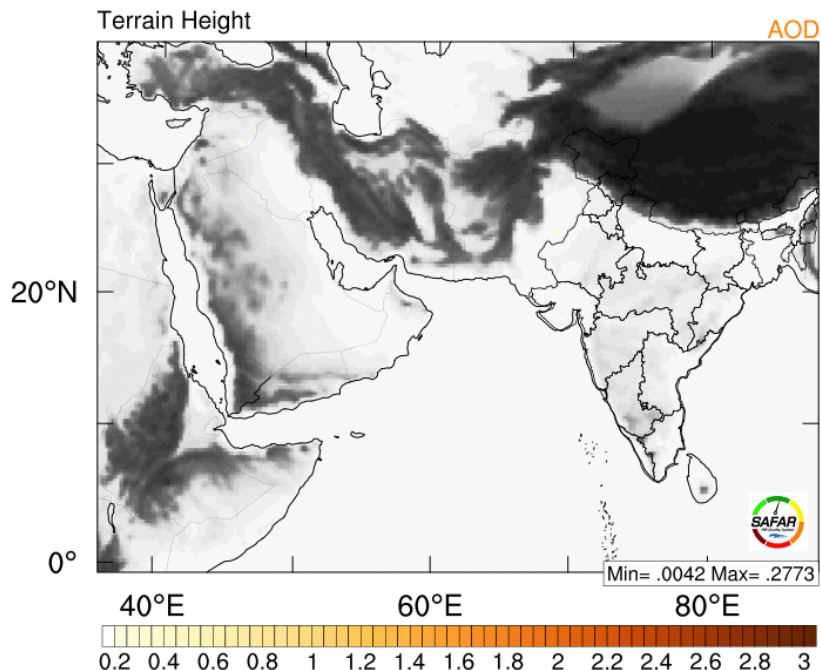 Terrain Height
AOD
20°N
0°
SAFAR
Min= .0042 Max= .2773
40°E 60°E 80°E
0.2 0.4 0.6 0.8 1 1.2 1.4 1.6 1.8 2 2.2 2.4 2.6 2.8 3